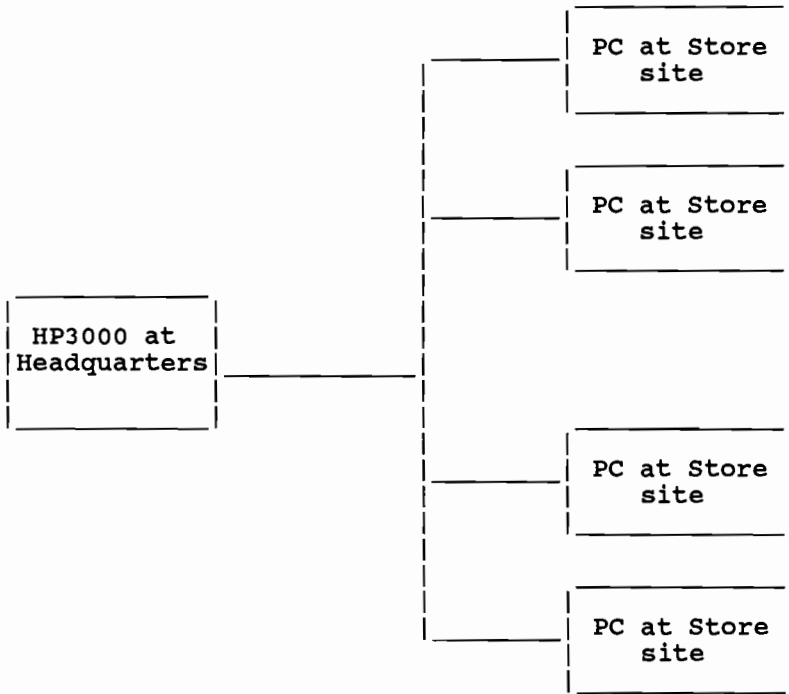 PC at Store
site
PC at Store
site
HP3000 at
Headquarters
PC at Store
site
PC at Store
site